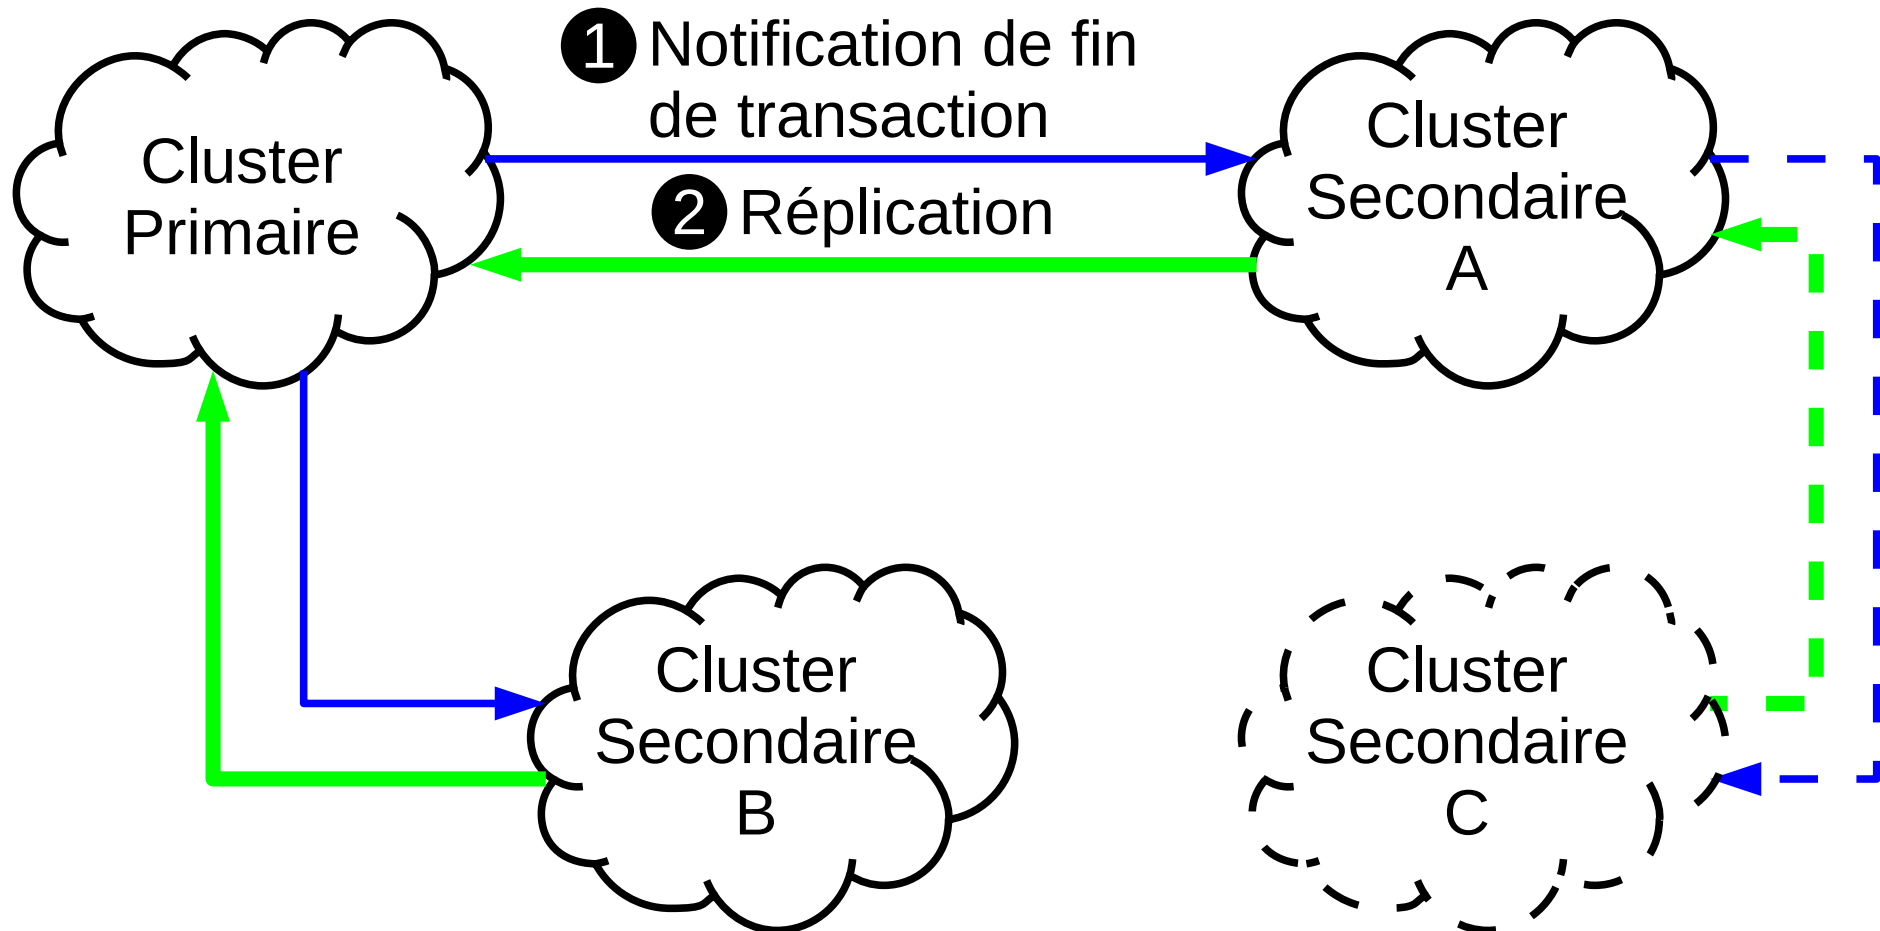 1 Notification de fin
de transaction
Cluster
Primaire
2 Réplication
Cluster
Secondaire
A
Cluster
Secondaire
B
Cluster
Secondaire
C